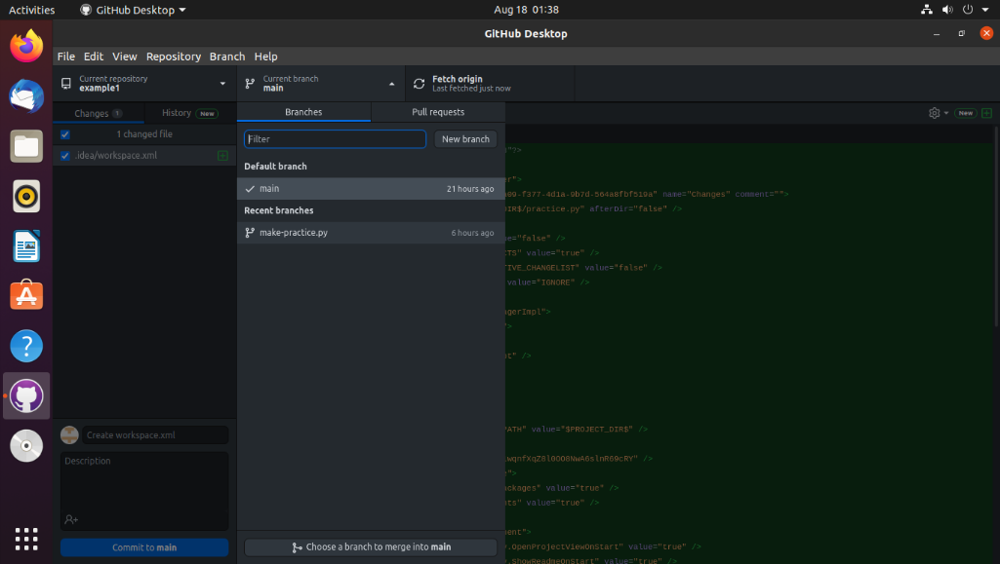 Activities
GitHub Desktop
Aug 18 01:38
GitHub Desktop
File Edit View Repository Branch Help
Current repository
example1
Current branch
main
Fetch origin
Last fetched just now
Changes 1
History New
Branches
Pull requests
New
1 changed file
Filter
New branch
.idea/workspace.xml
Default branch
main 21 hours ago
Recent branches
make-practice.py 6 hours ago
"?>
er">
-f377-4d1a-9b7d-564a8fbf519a" name="Changes" comment="">
DIR$/practice.py" afterDir="false" />
me="false" />
TS" value="true" />
TIVE_CHANGELIST" value="false" />
value="IGNORE" />
agerImpl">
">
t" />
PATH" value="$PROJECT_DIR$" />
">
ackages" value="true" />
nts" value="true" />
nent">
.OpenProjectViewOnStart" value="true" />
.ShowReadmeOnStart" value="true" />
Create workspace.xml
Description
Commit to main
Choose a branch to merge into main